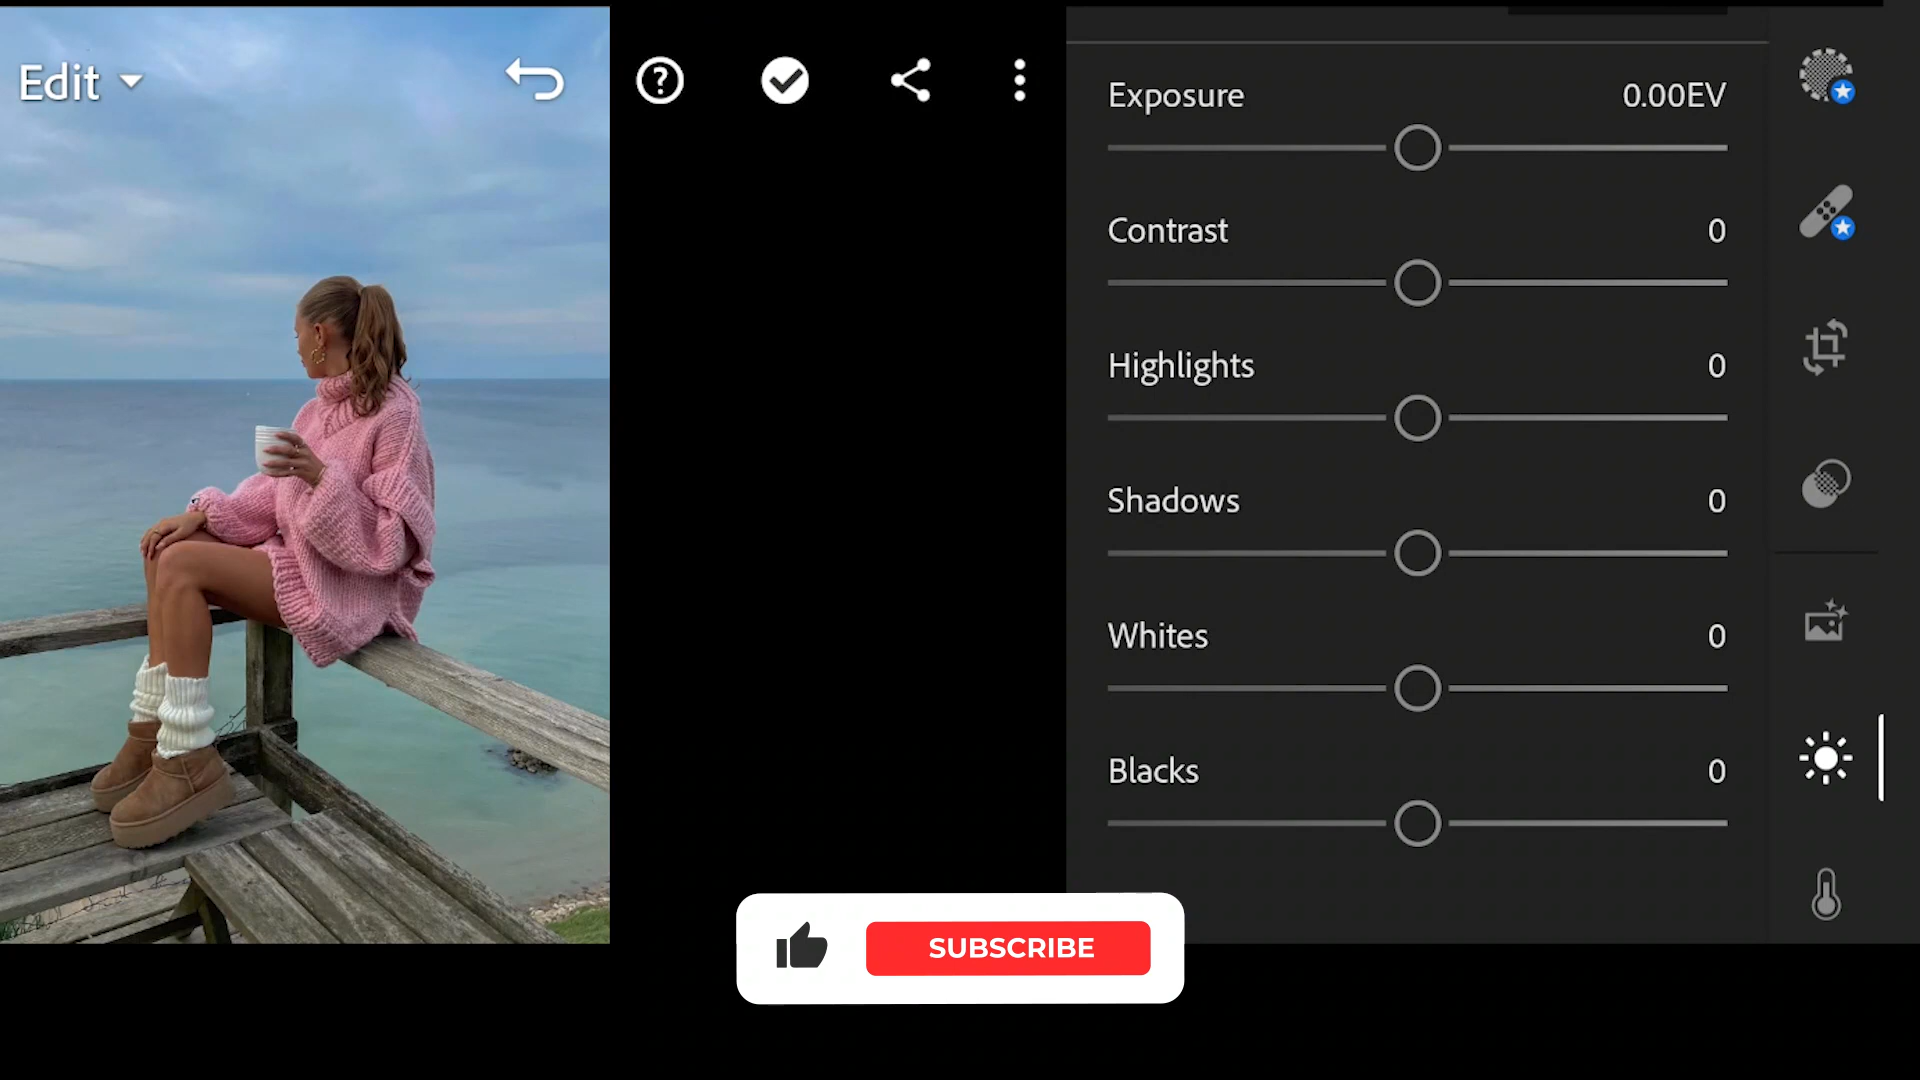 Edit
Exposure 0.00EV
Contrast 0
Highlights 0
Shadows 0
Whites 0
Blacks 0
SUBSCRIBE